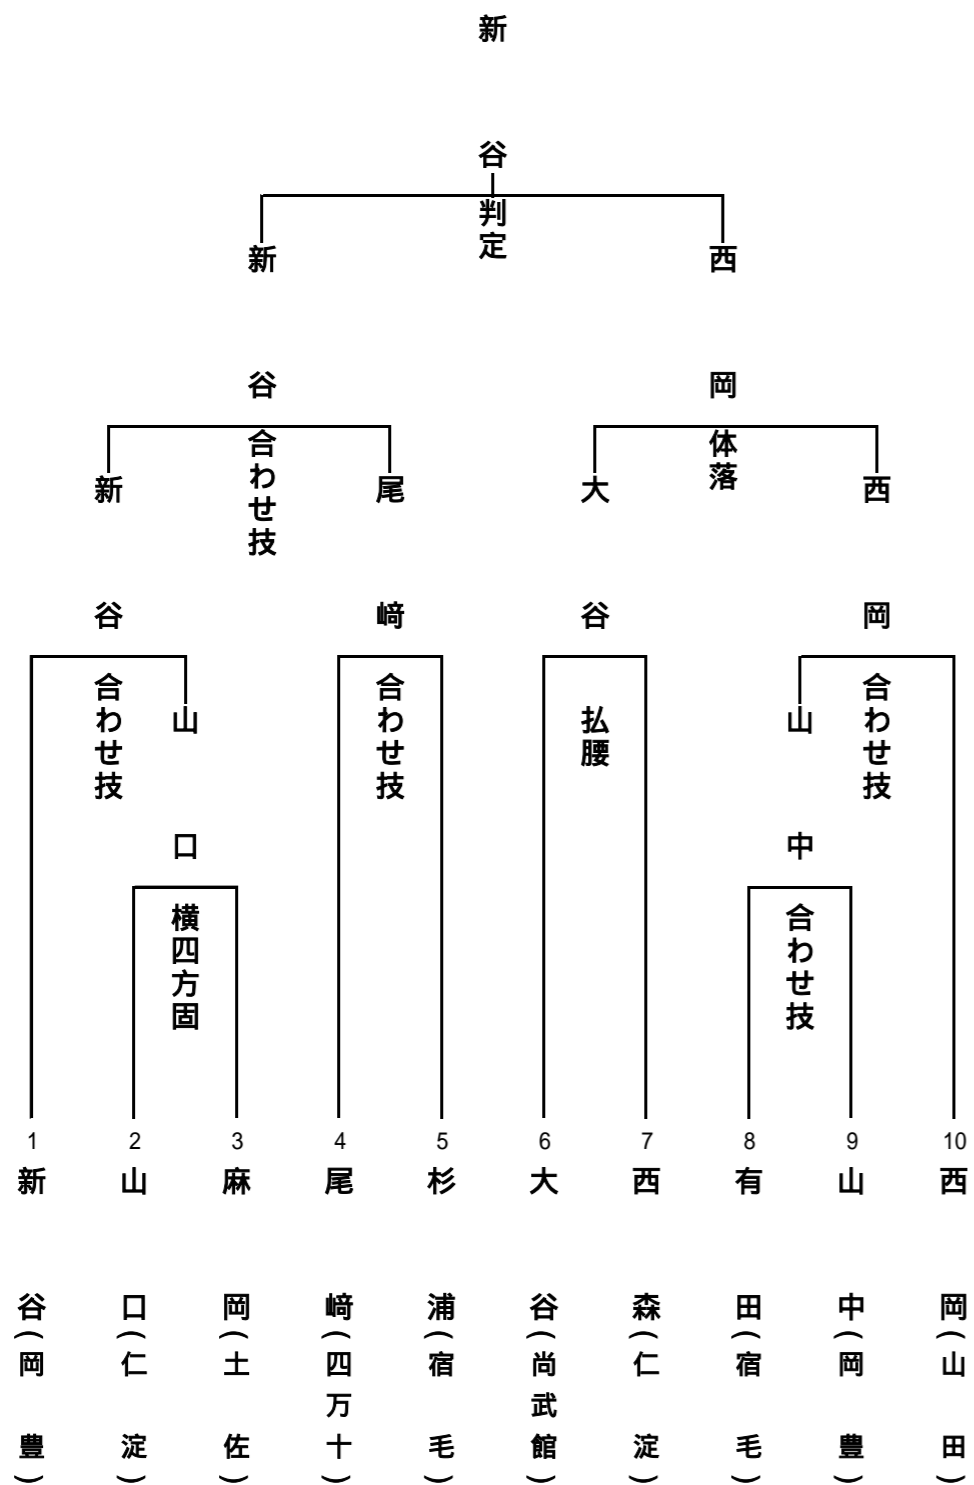 新谷
判定
新谷
西岡
合わせ技
体落
新谷
尾﨑
大谷
西岡
合わせ技
山口
合わせ技
払腰
山中
合わせ技
横四方固
合わせ技
1
2
3
4
5
6
7
8
9
10
新谷(岡豊)
山口(仁淀)
麻岡(土佐)
尾﨑(四万十)
杉浦(宿毛)
大谷(尚武館)
西森(仁淀)
有田(宿毛)
山中(岡豊)
西岡(山田)